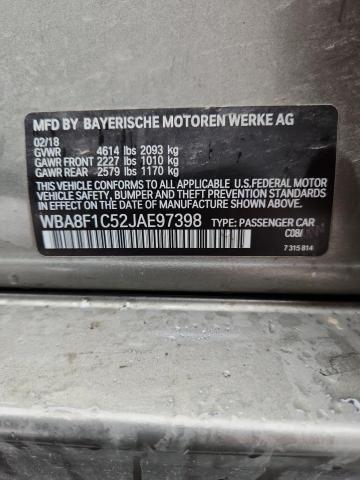 MFD BY BAYERISCHE MOTOREN WERKE AG
02/18
GVWR 4614 lbs 2093 kg
GAWR FRONT 2227 lbs 1010 kg
GAWR REAR 2579 lbs 1170 kg
THIS VEHICLE CONFORMS TO ALL APPLICABLE U.S.FEDERAL MOTOR
VEHICLE SAFETY, BUMPER AND THEFT PREVENTION STANDARDS
IN EFFECT ON THE DATE OF MANUFACTURE SHOWN ABOVE.
WBA8F1C52JAE97398 TYPE: PASSENGER CAR
C08/
7 315 814